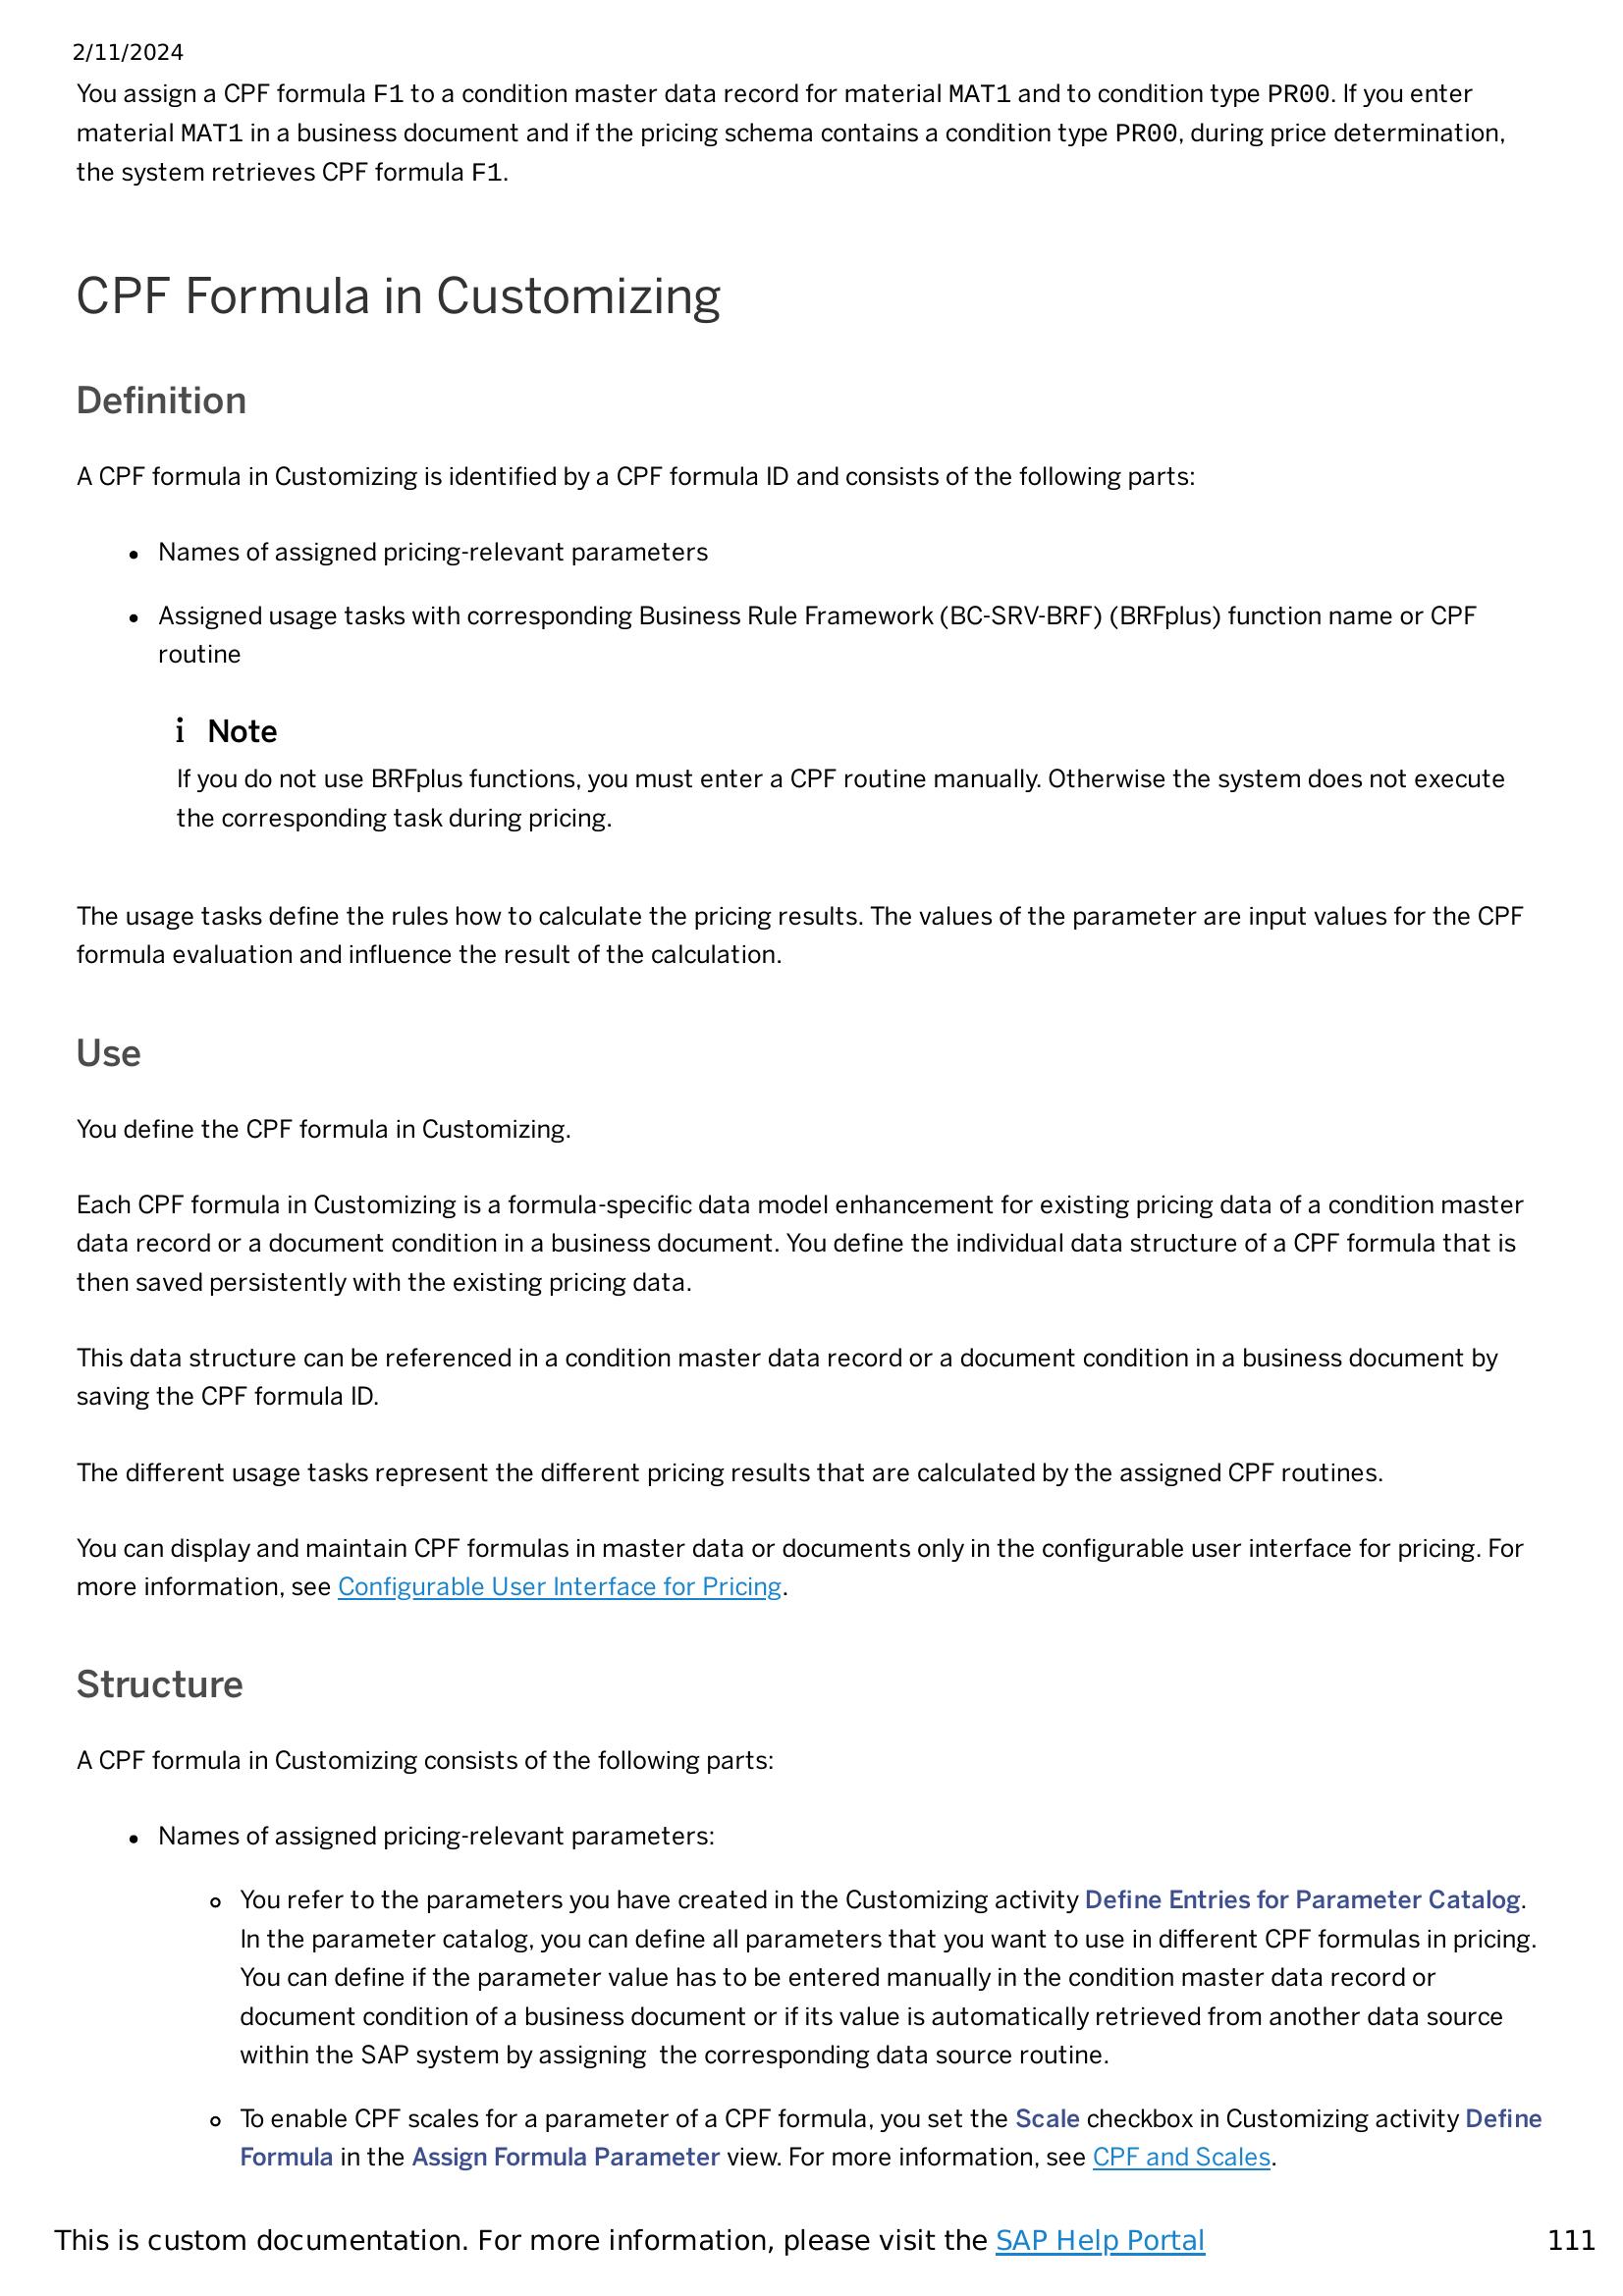 2/11/2024
You assign a CPF formula F1 to a condition master data record for material MAT1 and to condition type PR00. If you enter
material MAT1 in a business document and if the pricing schema contains a condition type PR00, during price determination,
the system retrieves CPF formula F1.
CPF Formula in Customizing
Definition
A CPF formula in Customizing is identified by a CPF formula ID and consists of the following parts:
• Names of assigned pricing-relevant parameters
• Assigned usage tasks with corresponding Business Rule Framework (BC-SRV-BRF) (BRFplus) function name or CPF
routine
i Note
If you do not use BRFplus functions, you must enter a CPF routine manually. Otherwise the system does not execute
the corresponding task during pricing.
The usage tasks define the rules how to calculate the pricing results. The values of the parameter are input values for the CPF
formula evaluation and influence the result of the calculation.
Use
You define the CPF formula in Customizing.
Each CPF formula in Customizing is a formula-specific data model enhancement for existing pricing data of a condition master
data record or a document condition in a business document. You define the individual data structure of a CPF formula that is
then saved persistently with the existing pricing data.
This data structure can be referenced in a condition master data record or a document condition in a business document by
saving the CPF formula ID.
The different usage tasks represent the different pricing results that are calculated by the assigned CPF routines.
You can display and maintain CPF formulas in master data or documents only in the configurable user interface for pricing. For
more information, see Configurable User Interface for Pricing.
Structure
A CPF formula in Customizing consists of the following parts:
• Names of assigned pricing-relevant parameters:
o You refer to the parameters you have created in the Customizing activity Define Entries for Parameter Catalog.
In the parameter catalog, you can define all parameters that you want to use in different CPF formulas in pricing.
You can define if the parameter value has to be entered manually in the condition master data record or
document condition of a business document or if its value is automatically retrieved from another data source
within the SAP system by assigning  the corresponding data source routine.
o To enable CPF scales for a parameter of a CPF formula, you set the Scale checkbox in Customizing activity Define
Formula in the Assign Formula Parameter view. For more information, see CPF and Scales.
This is custom documentation. For more information, please visit the SAP Help Portal 111